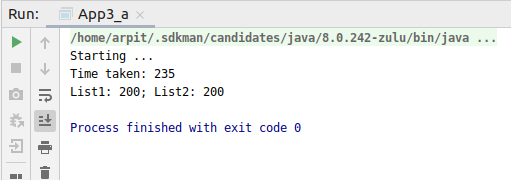 Run: App3_a
/home/arpit/.sdkman/candidates/java/8.0.242-zulu/bin/java ...
Starting ...
Time taken: 235
List1: 200; List2: 200
Process finished with exit code 0